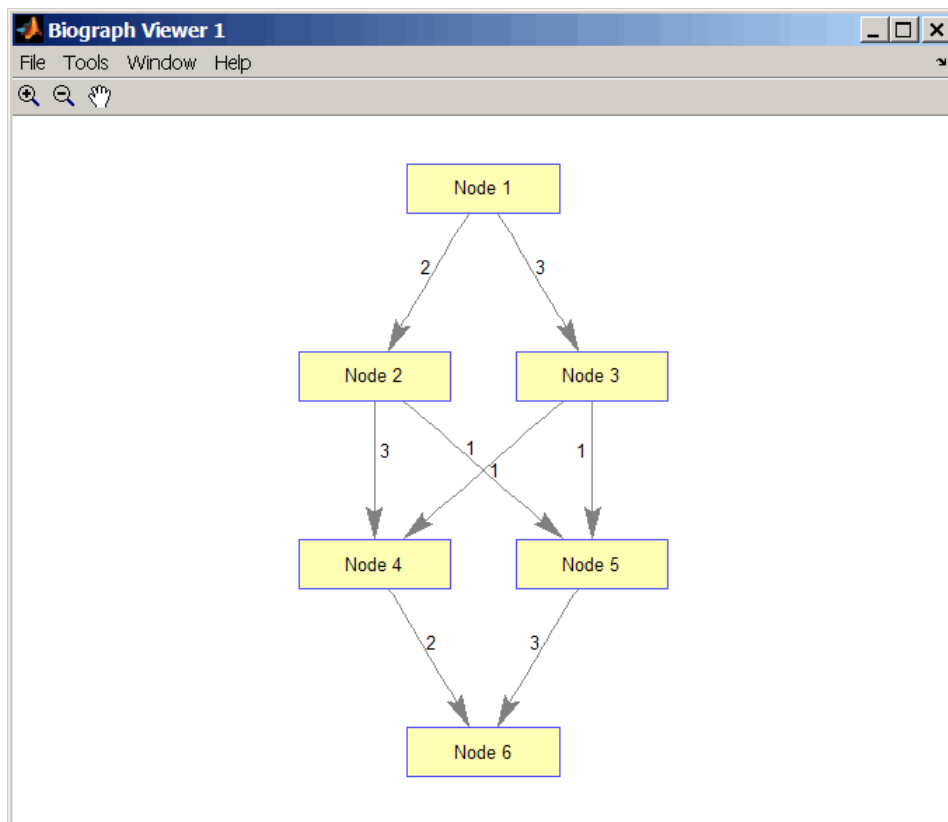 Biograph Viewer 1
File Tools Window Help
Node 1
2 3
Node 2 Node 3
3 1 1 1
Node 4 Node 5
2 3
Node 6